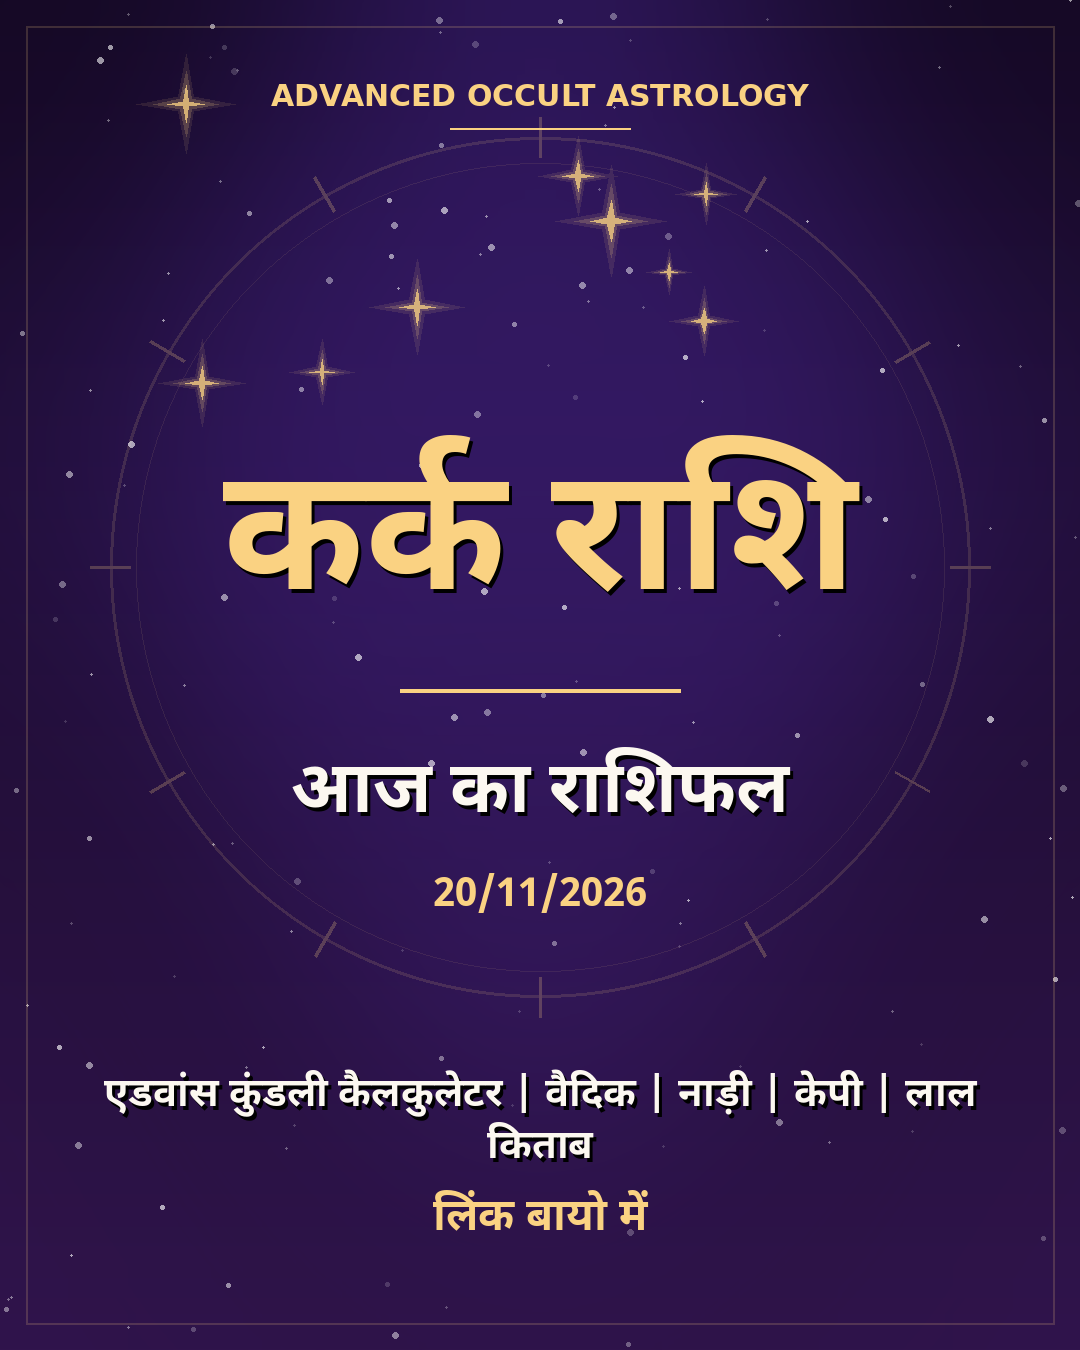 ADVANCED OCCULT ASTROLOGY
कर्क राशि
आज का राशिफल
20/11/2026
एडवांस कुंडली कैलकुलेटर | वैदिक | नाड़ी | केपी | लाल
किताब
लिंक बायो में